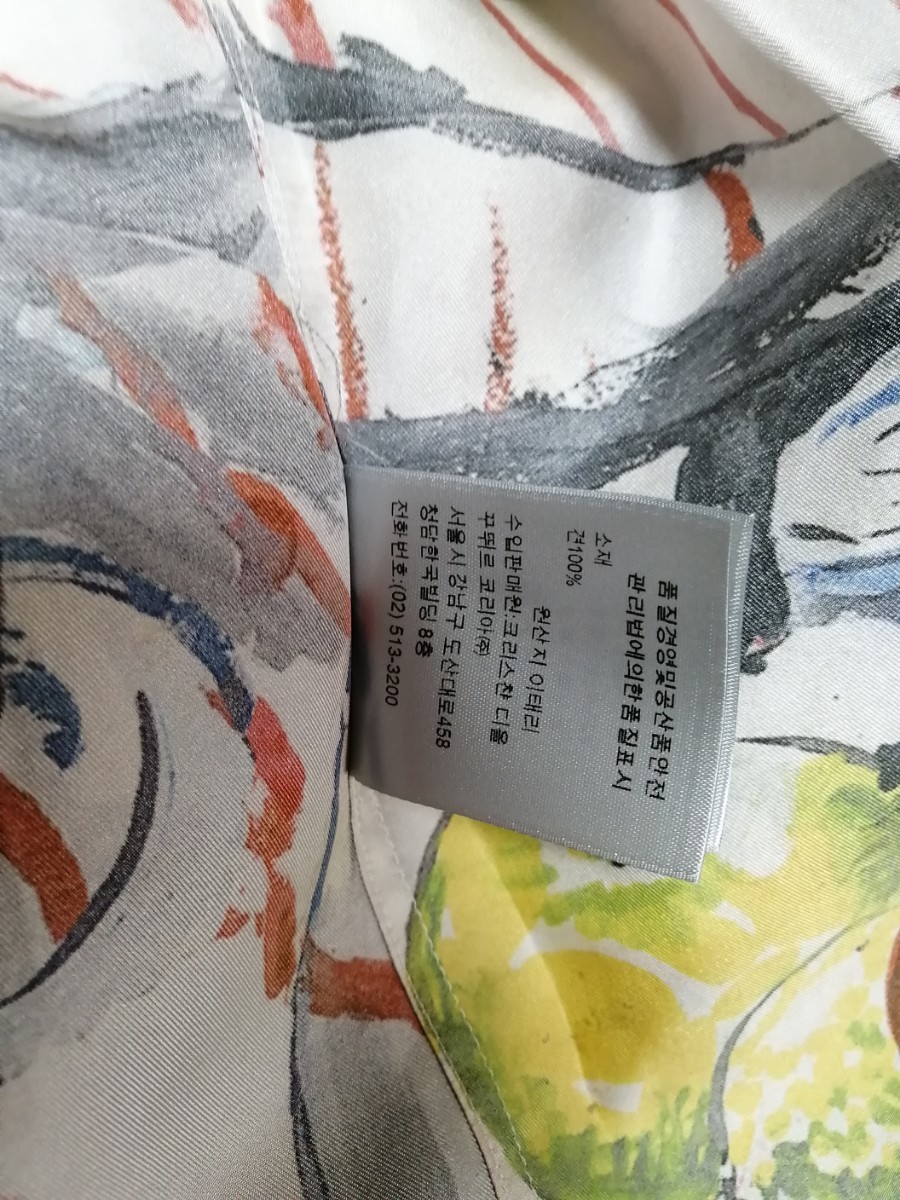 품질경영및공산품안전
관리법에의한품질표시
소재
견100%
원산지 이태리
수입판매원:크리스챤 디올
꾸뛰르 코리아㈜
서울시 강남구 도산대로458
청담한국빌딩 8층
전화번호:(02) 513-3200